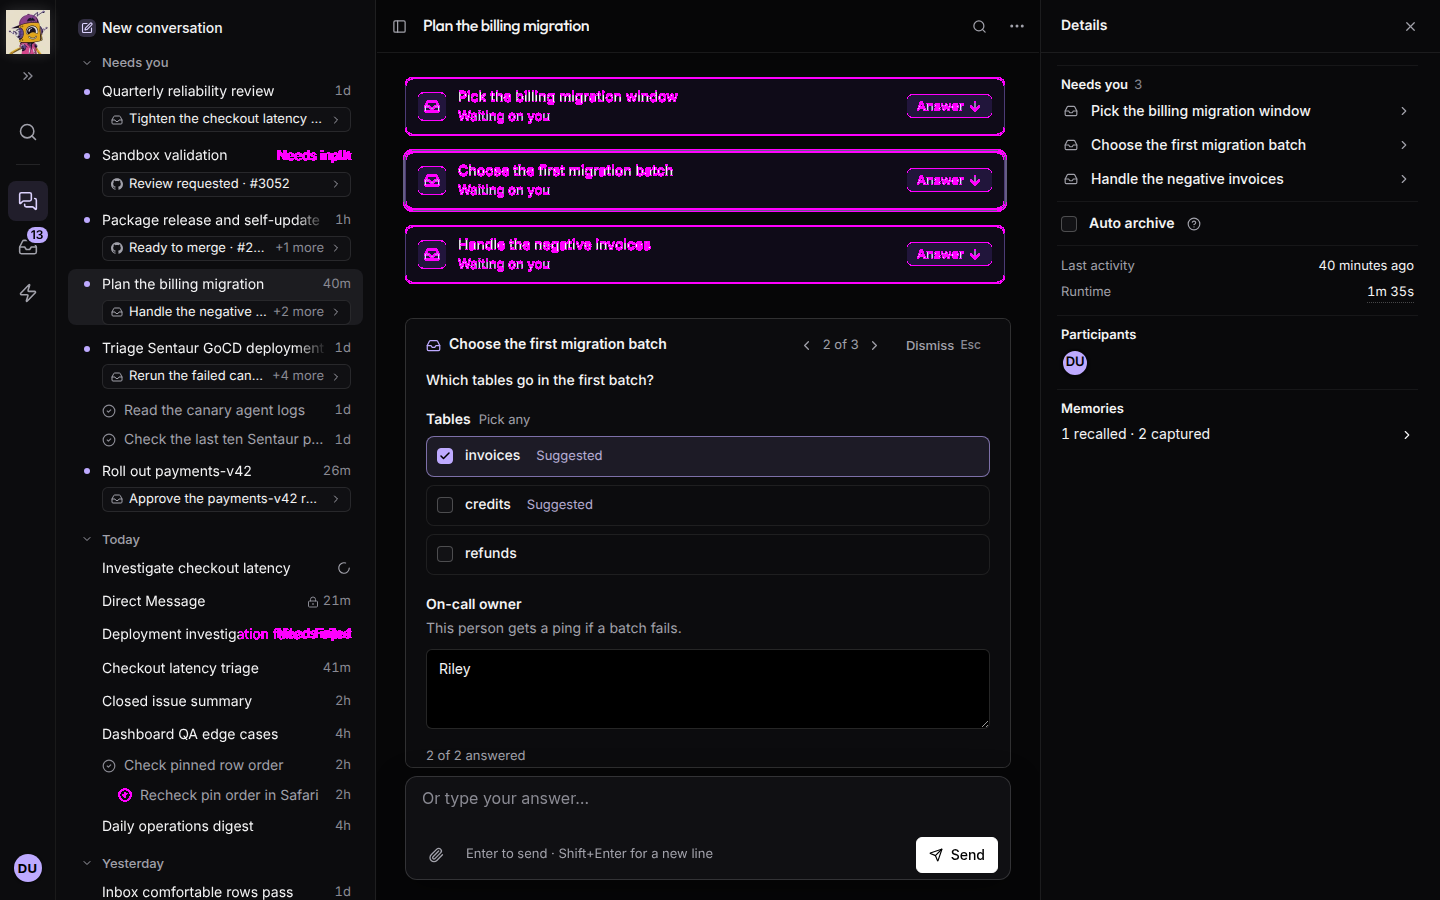 New conversation
Needs you
Quarterly reliability review 1d
Tighten the checkout latency ...
Sandbox validation Needs
Review requested · #3052
Package release and self-update 1h
Ready to merge · #2... +1 more
13
Plan the billing migration 40m
Handle the negative ... +2 more
Triage Sentaur GoCD deployment 1d
Rerun the failed can... +4 more
Read the canary agent logs 1d
Check the last ten Sentaur p... 1d
Roll out payments-v42 26m
Approve the payments-v42 r...
Today
Investigate checkout latency
Direct Message 21m
Deployment investigation
Checkout latency triage 41m
Closed issue summary 2h
Dashboard QA edge cases 4h
Check pinned row order 2h
Recheck pin order in Safari 2h
Daily operations digest 4h
Yesterday
Inbox comfortable rows pass 1d
DU
Plan the billing migration
Pick the billing migration window
Waiting on you
Answer
Choose the first migration batch
Waiting on you
Answer
Handle the negative invoices
Waiting on you
Answer
Choose the first migration batch 2 of 3 Dismiss Esc
Which tables go in the first batch?
Tables Pick any
invoices Suggested
credits Suggested
refunds
On-call owner
This person gets a ping if a batch fails.
Riley
2 of 2 answered
Or type your answer...
Enter to send · Shift+Enter for a new line
Send
Details
Needs you 3
Pick the billing migration window
Choose the first migration batch
Handle the negative invoices
Auto archive
Last activity 40 minutes ago
Runtime 1m 35s
Participants
DU
Memories
1 recalled · 2 captured